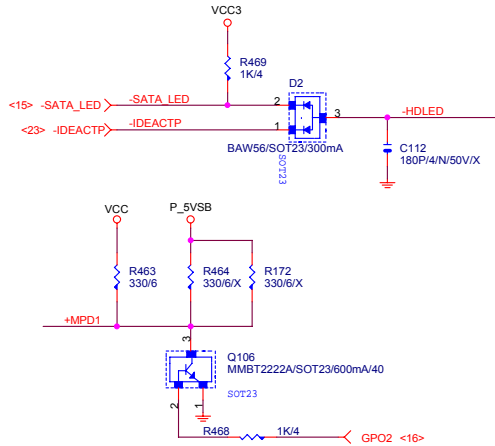 VCC3
R469
1K/4
D2
<15> -SATA_LED
-SATA_LED
2
3
-HDLED
<23> -IDEACTP
-IDEACTP
1
BAW56/SOT23/300mA
SOT23
C112
180P/4/N/50V/X
VCC
P_5VSB
R463
330/6
R464
330/6/X
R172
330/6/X
+MPD1
3
Q106
MMBT2222A/SOT23/600mA/40
SOT23
2
1
R468
1K/4
GPO2 <16>